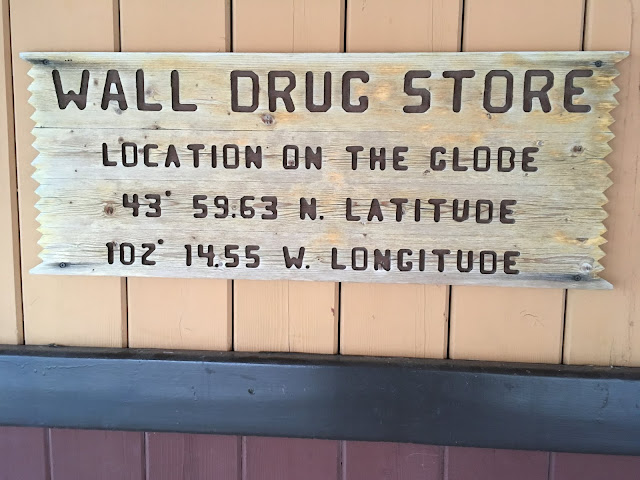 WALL DRUG STORE
LOCATION ON THE GLOBE
43° 59.63 N. LATITUDE
102° 14.55 W. LONGITUDE